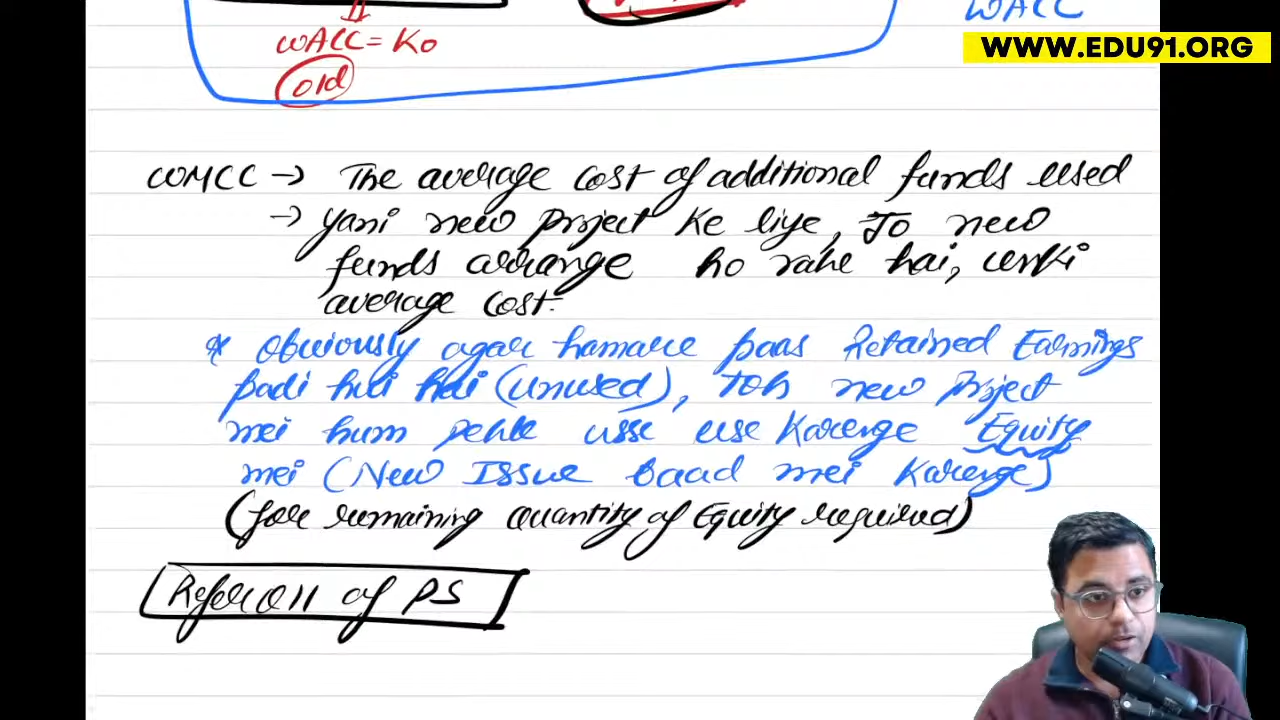 WACC
WACC = Ko
old
WWW.EDU91.ORG
WMCC → The average cost of additional funds used
→ yani new project ke liye, Jo new
funds arrange ho rahe hai, unki
average cost.
* Obviously agar hamare paas Retained Earnings
padi hui hai (unused), toh new project
mei hum pehle usse use karenge Equity
mei (New Issue baad mei karenge)
(for remaining quantity of Equity required)
Refer Q11 of PS